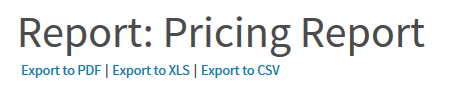 Report: Pricing Report
Export to PDF | Export to XLS | Export to CSV